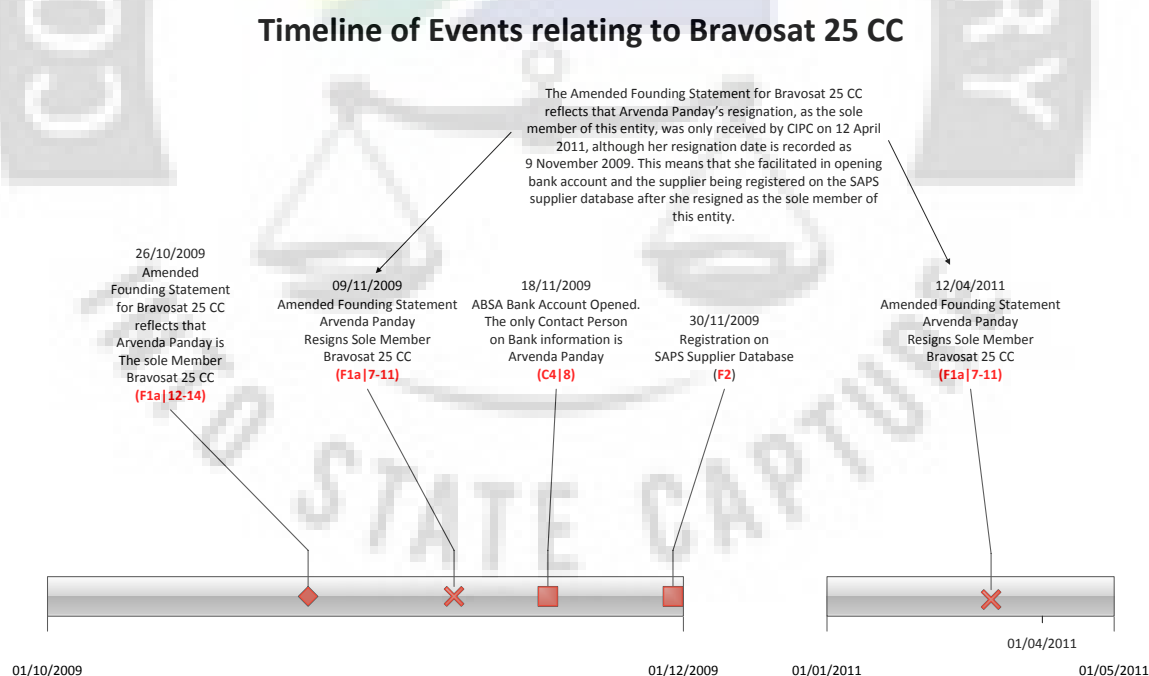 Timeline of Events relating to Bravosat 25 CC
The Amended Founding Statement for Bravosat 25 CC
reflects that Arvenda Panday's resignation, as the sole
member of this entity, was only received by CIPC on 12 April
2011, although her resignation date is recorded as
9 November 2009. This means that she facilitated in opening
bank account and the supplier being registered on the SAPS
supplier database after she resigned as the sole member of
this entity.
26/10/2009
Amended
Founding Statement
for Bravosat 25 CC
reflects that
Arvenda Panday is
The sole Member
Bravosat 25 CC
(F1a|12-14)
09/11/2009
Amended Founding Statement
Arvenda Panday
Resigns Sole Member
Bravosat 25 CC
(F1a|7-11)
18/11/2009
ABSA Bank Account Opened.
The only Contact Person
on Bank information is
Arvenda Panday
(C4|8)
30/11/2009
Registration on
SAPS Supplier Database
(F2)
12/04/2011
Amended Founding Statement
Arvenda Panday
Resigns Sole Member
Bravosat 25 CC
(F1a|7-11)
STATE CAPTUR
01/10/2009
01/12/2009
01/01/2011
01/04/2011
01/05/2011